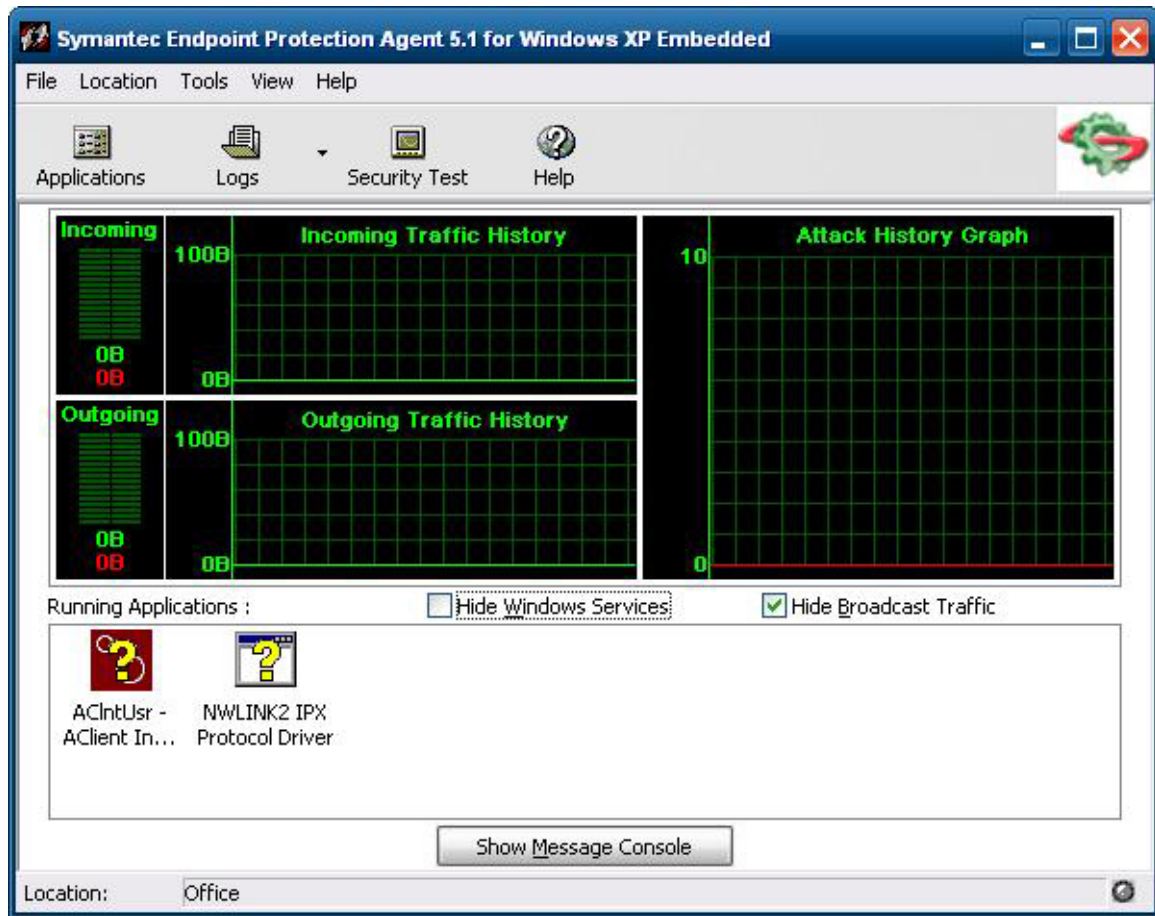 Symantec Endpoint Protection Agent 5.1 for Windows XP Embedded
File Location Tools View Help
Applications Logs Security Test Help
Incoming
Incoming Traffic History
100B
0B
0B
0B
Attack History Graph
10
0
Outgoing
Outgoing Traffic History
100B
0B
0B
0B
Running Applications : Hide Windows Services Hide Broadcast Traffic
AClntUsr -
AClient In...
NWLINK2 IPX
Protocol Driver
Show Message Console
Location: Office